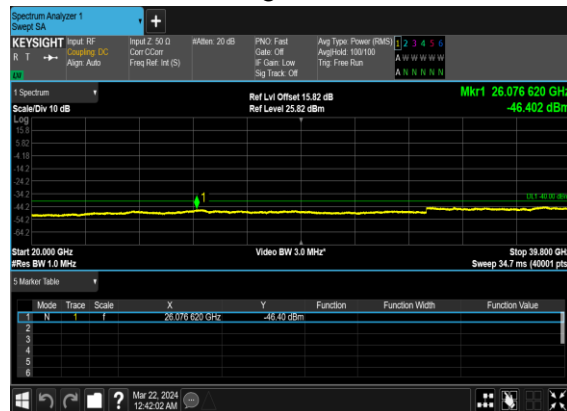 Spectrum Analyzer 1
Swept SA
KEYSIGHT Input: RF Input Z: 50 Ω #Atten: 20 dB PNO: Fast Avg Type: Power (RMS) 1 2 3 4 5 6
R T Coupling: DC Corr CCorr Gate: Off Avg|Hold: 100/100 A W W W W W
Align: Auto Freq Ref: Int (S) IF Gain: Low Trig: Free Run
LXI Sig Track: Off A N N N N N
1 Spectrum Ref Lvl Offset 15.82 dB Mkr1 26.076 620 GHz
Scale/Div 10 dB Ref Level 25.82 dBm -46.402 dBm
Log
15.8
5.82
-4.18
-14.2
-24.2
-34.2 1
-44.2
-54.2
-64.2
Start 20.000 GHz Video BW 3.0 MHz* Stop 39.800 GHz
#Res BW 1.0 MHz Sweep 34.7 ms (40001 pts)
5 Marker Table
Mode Trace Scale X Y Function Function Width Function Value
1 N 1 f 26.076 620 GHz -46.40 dBm
2
3
4
5
6
? Mar 22, 2024
12:42:02 AM